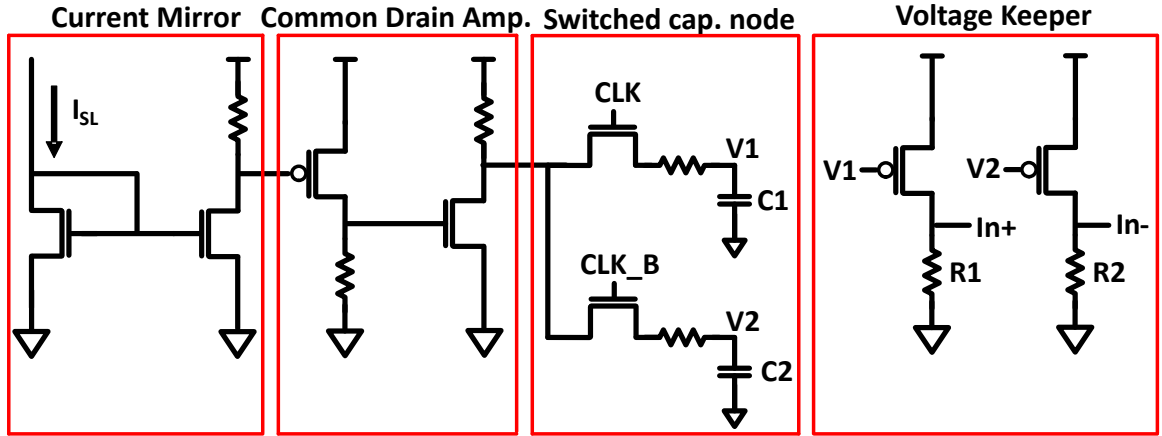 Current Mirror
Common Drain Amp.
Switched cap. node
Voltage Keeper
I_SL
CLK
V1
C1
CLK_B
V2
C2
V1
In+
R1
V2
In-
R2